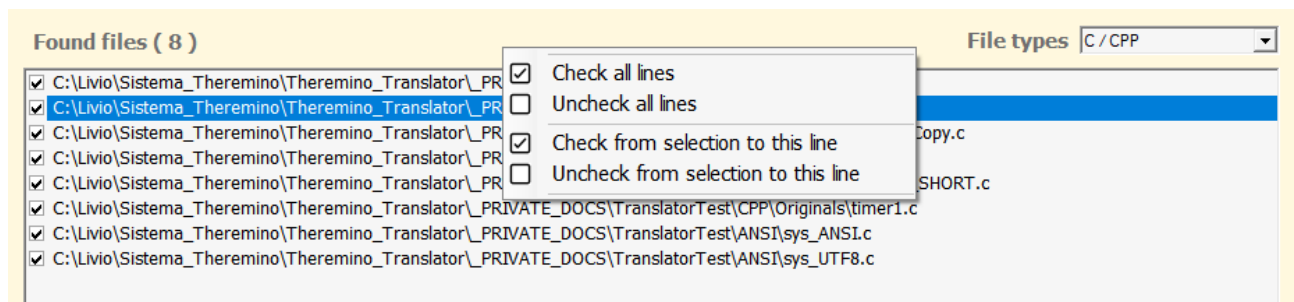 Found files ( 8 )
File types C / CPP
C:\Livio\Sistema_Theremino\Theremino_Translator\_PR
C:\Livio\Sistema_Theremino\Theremino_Translator\_PR
C:\Livio\Sistema_Theremino\Theremino_Translator\_PR Copy.c
C:\Livio\Sistema_Theremino\Theremino_Translator\_PR
C:\Livio\Sistema_Theremino\Theremino_Translator\_PR _SHORT.c
C:\Livio\Sistema_Theremino\Theremino_Translator\_PRIVATE_DOCS\TranslatorTest\CPP\Originals\timer1.c
C:\Livio\Sistema_Theremino\Theremino_Translator\_PRIVATE_DOCS\TranslatorTest\ANSI\sys_ANSI.c
C:\Livio\Sistema_Theremino\Theremino_Translator\_PRIVATE_DOCS\TranslatorTest\ANSI\sys_UTF8.c
Check all lines
Uncheck all lines
Check from selection to this line
Uncheck from selection to this line